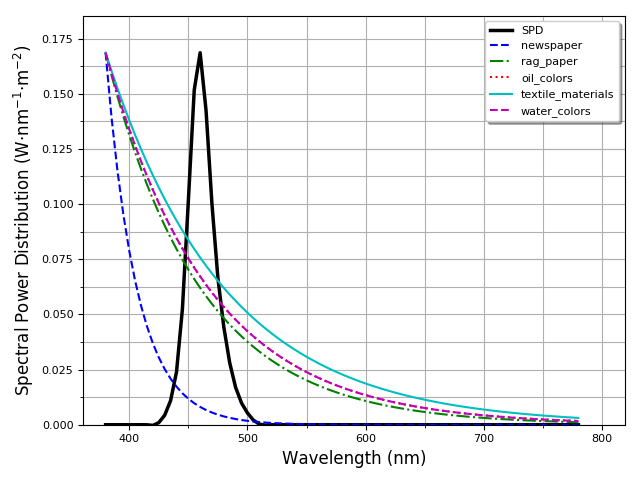 SPD
newspaper
rag_paper
oil_colors
textile_materials
water_colors
0.175
0.150
0.125
0.100
0.075
0.050
0.025
0.000
Spectral Power Distribution (W·nm⁻¹·m⁻²)
400
500
600
700
800
Wavelength (nm)